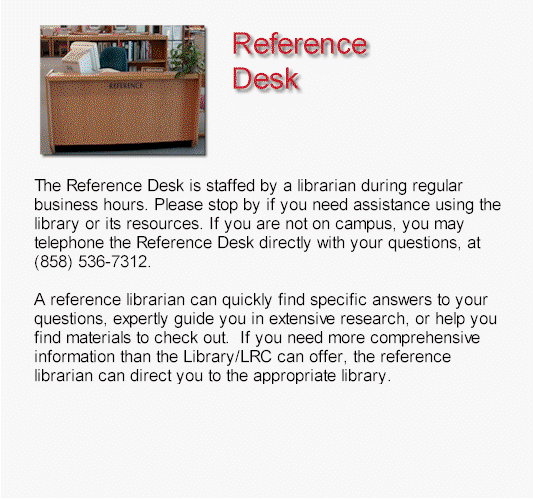 Reference
Desk
REFERENCE
The Reference Desk is staffed by a librarian during regular
business hours. Please stop by if you need assistance using the
library or its resources. If you are not on campus, you may
telephone the Reference Desk directly with your questions, at
(858) 536-7312.
A reference librarian can quickly find specific answers to your
questions, expertly guide you in extensive research, or help you
find materials to check out.  If you need more comprehensive
information than the Library/LRC can offer, the reference
librarian can direct you to the appropriate library.